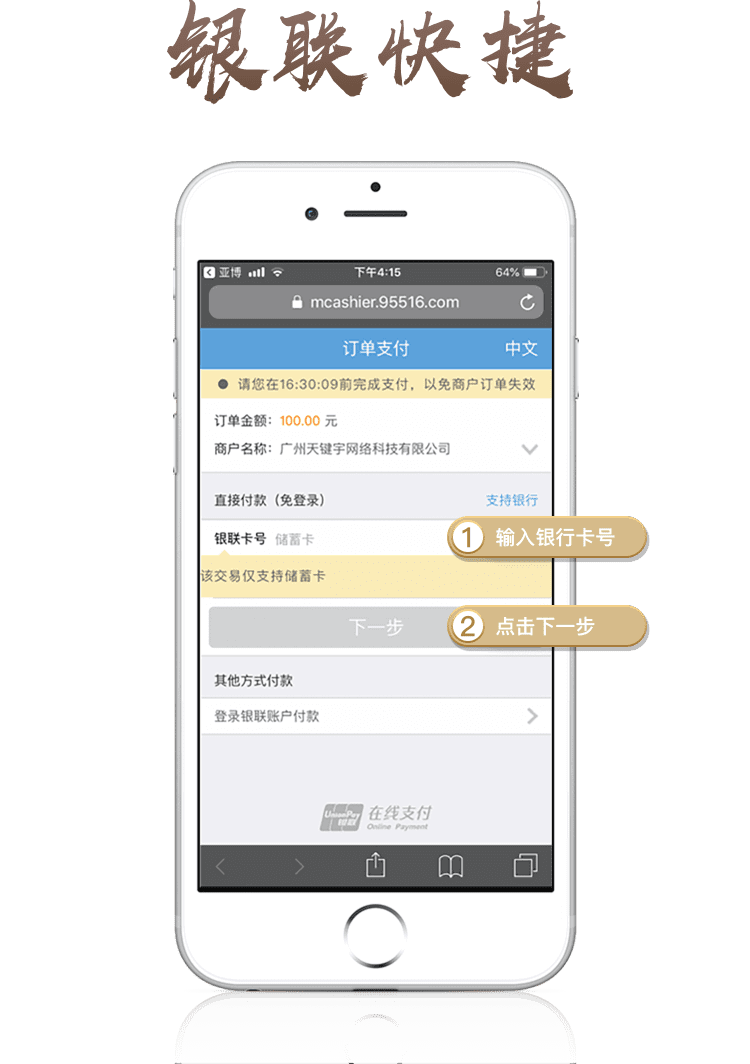 银联快捷
亚博 下午4:15 64%
mcashier.95516.com
订单支付 中文
请您在16:30:09前完成支付，以免商户订单失效
订单金额：100.00 元
商户名称：广州天键宇网络科技有限公司
直接付款（免登录） 支持银行
银联卡号 储蓄卡
1 输入银行卡号
该交易仅支持储蓄卡
下一步
2 点击下一步
其他方式付款
登录银联账户付款
UnionPay 银联 在线支付
Online Payment